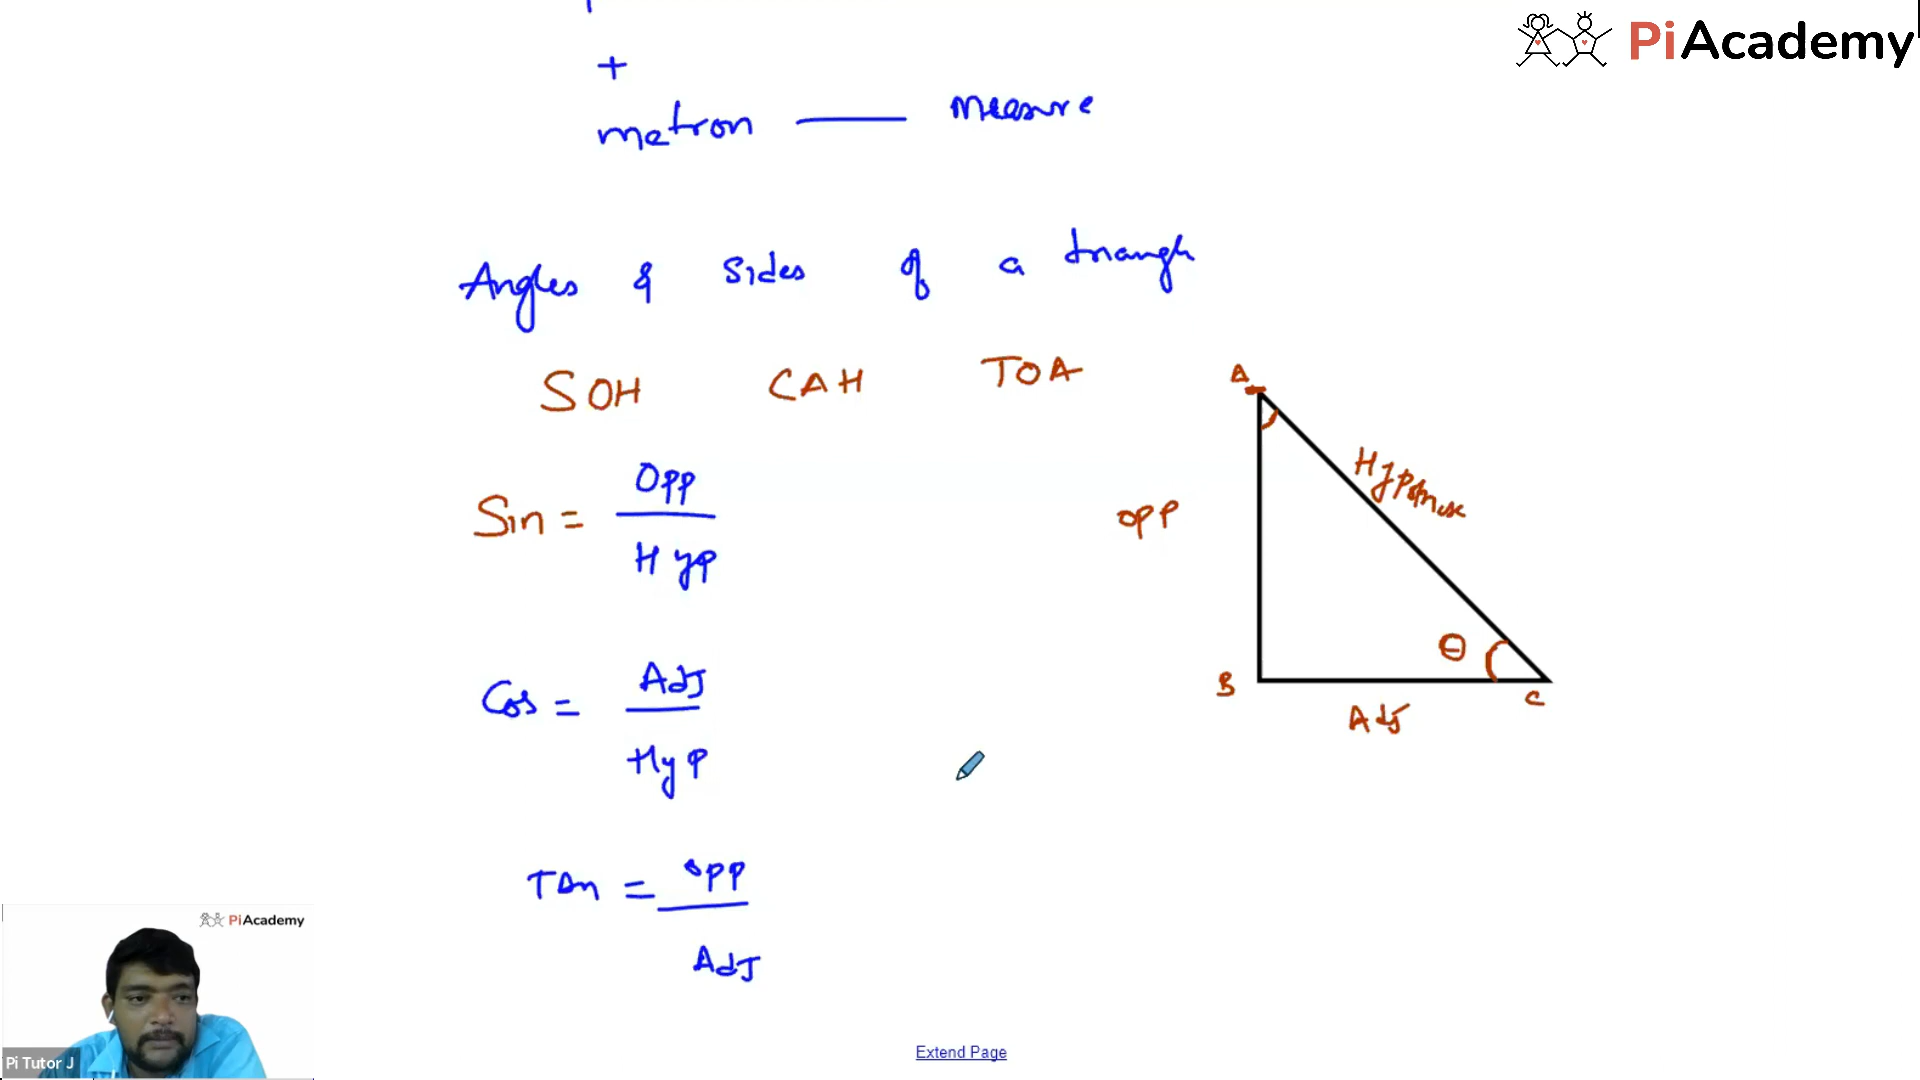 PiAcademy
+
metron — measure
Angles & sides of a triangle
SOH CAH TOA
A
Sin = Opp
Hyp
opp
Hypotnuse
Cos = Adj
Hyp
θ
B
C
Adj
TAn = opp
Adj
PiAcademy
Pi Tutor J
Extend Page